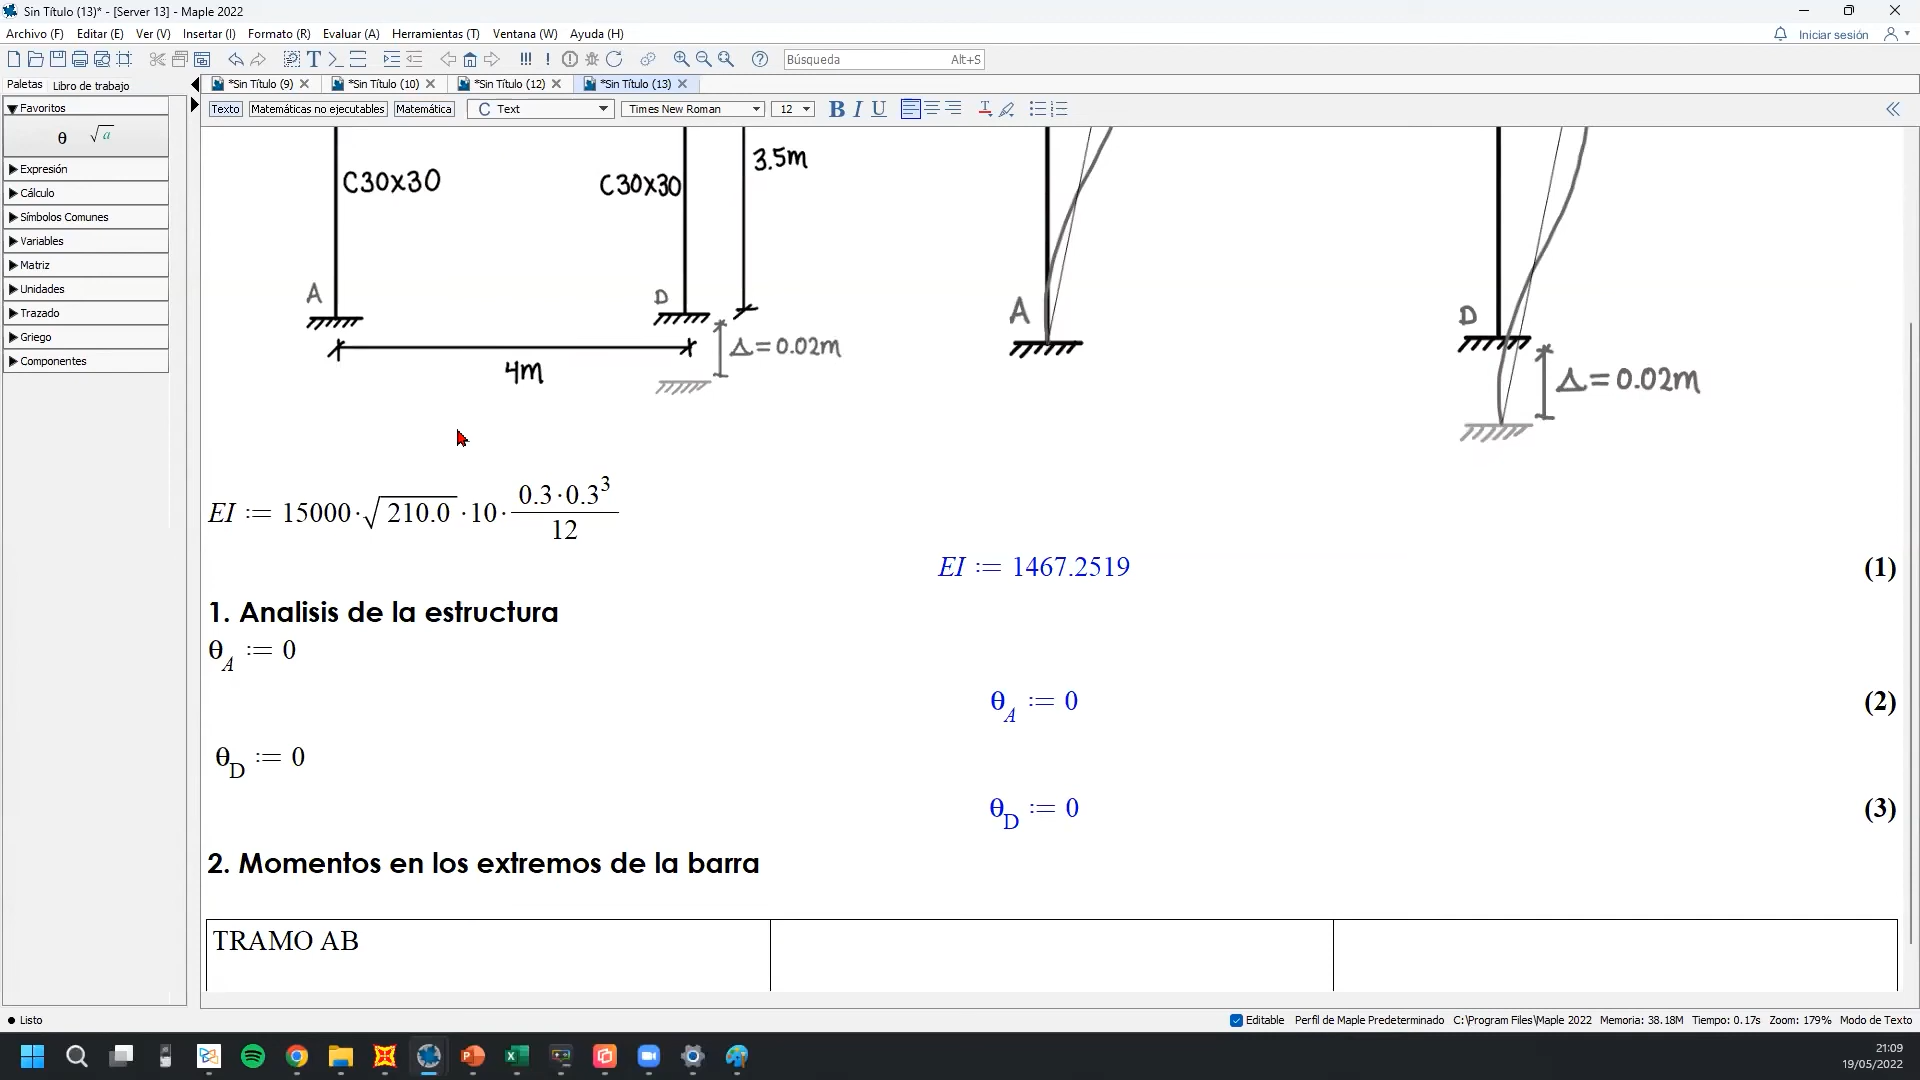 Sin Título (13)* - [Server 13] - Maple 2022
Archivo (F) Editar (E) Ver (V) Insertar (I) Formato (R) Evaluar (A) Herramientas (T) Ventana (W) Ayuda (H) Iniciar sesión
Búsqueda Alt+S
Paletas Libro de trabajo
*Sin Título (9) *Sin Título (10) *Sin Título (12) *Sin Título (13)
Texto Matemáticas no ejecutables Matemática C Text Times New Roman 12 B I U
Favoritos
θ √a
Expresión
Cálculo
Símbolos Comunes
Variables
Matriz
Unidades
Trazado
Griego
Componentes
3.5m
C30x30 C30x30
A D A D
Δ=0.02m
4m
Δ=0.02m
EI := 15000·√210.0·10·(0.3·0.3^3)/12
EI := 1467.2519 (1)
1. Analisis de la estructura
θ_A := 0
θ_A := 0 (2)
θ_D := 0
θ_D := 0 (3)
2. Momentos en los extremos de la barra
TRAMO AB
Listo Editable Perfil de Maple Predeterminado C:\Program Files\Maple 2022 Memoria: 38.18M Tiempo: 0.17s Zoom: 179% Modo de Texto
21:09
19/05/2022